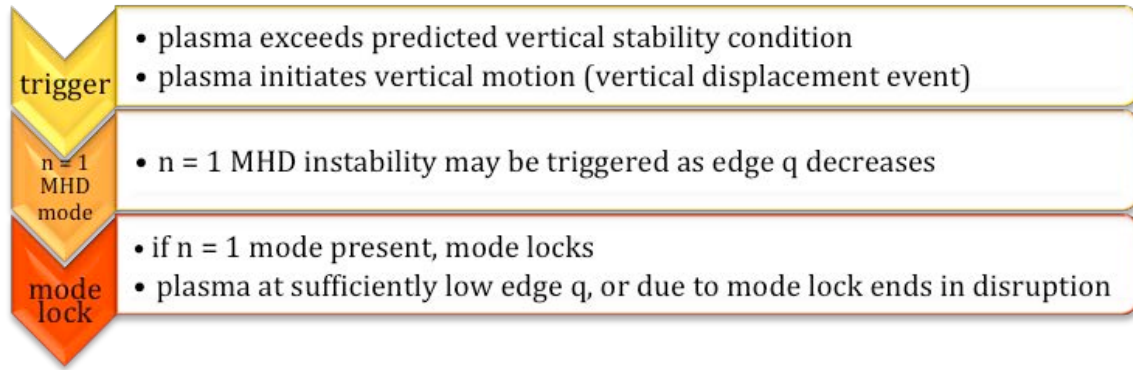 trigger
• plasma exceeds predicted vertical stability condition
• plasma initiates vertical motion (vertical displacement event)
n = 1
MHD
mode
• n = 1 MHD instability may be triggered as edge q decreases
mode
lock
• if n = 1 mode present, mode locks
• plasma at sufficiently low edge q, or due to mode lock ends in disruption